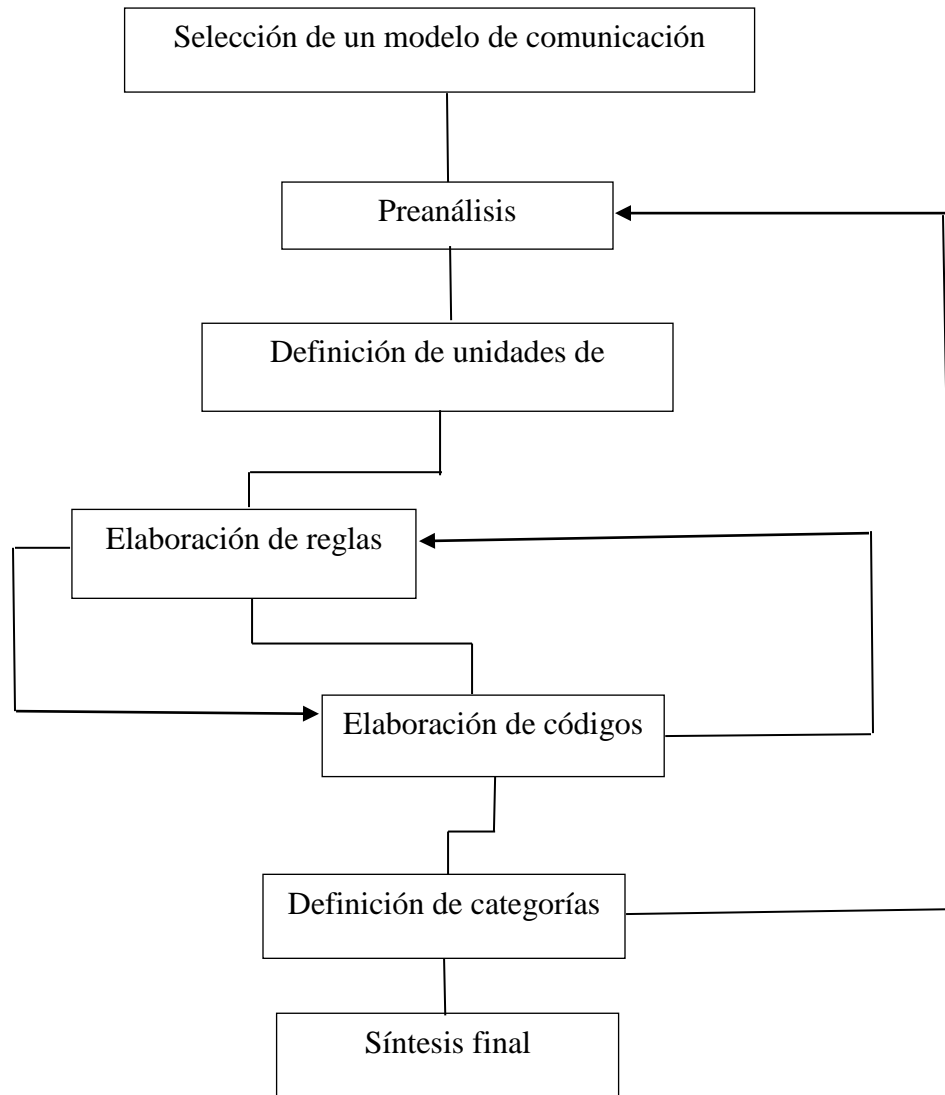 Selección de un modelo de comunicación
Preanálisis
Definición de unidades de
Elaboración de reglas
Elaboración de códigos
Definición de categorías
Síntesis final